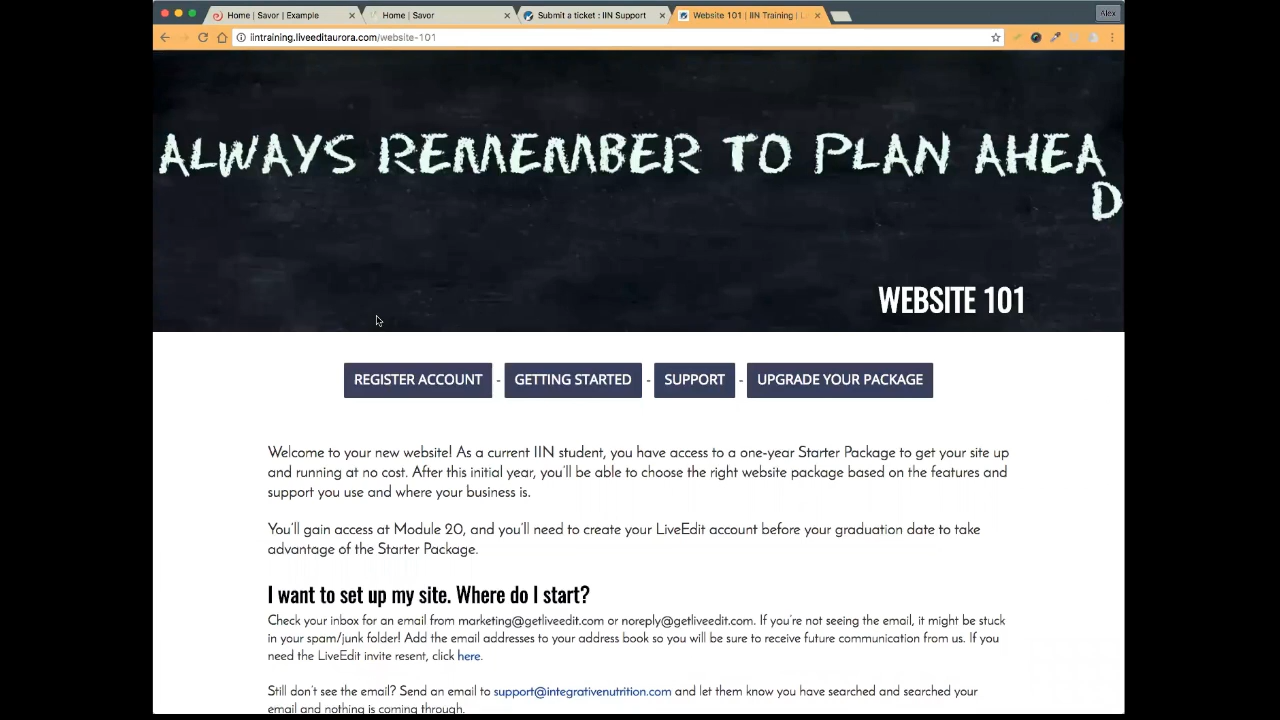 Home | Savor | Example
Home | Savor
Submit a ticket : IIN Support
Website 101 | IIN Training |
Alex
iintraining.liveeditaurora.com/website-101
ALWAYS REMEMBER TO PLAN AHEA
D
WEBSITE 101
REGISTER ACCOUNT - GETTING STARTED - SUPPORT - UPGRADE YOUR PACKAGE
Welcome to your new website! As a current IIN student, you have access to a one-year Starter Package to get your site up
and running at no cost. After this initial year, you'll be able to choose the right website package based on the features and
support you use and where your business is.
You'll gain access at Module 20, and you'll need to create your LiveEdit account before your graduation date to take
advantage of the Starter Package.
I want to set up my site. Where do I start?
Check your inbox for an email from marketing@getliveedit.com or noreply@getliveedit.com. If you're not seeing the email, it might be stuck
in your spam/junk folder! Add the email addresses to your address book so you will be sure to receive future communication from us. If you
need the LiveEdit invite resent, click here.
Still don't see the email? Send an email to support@integrativenutrition.com and let them know you have searched and searched your
email and nothing is coming through.